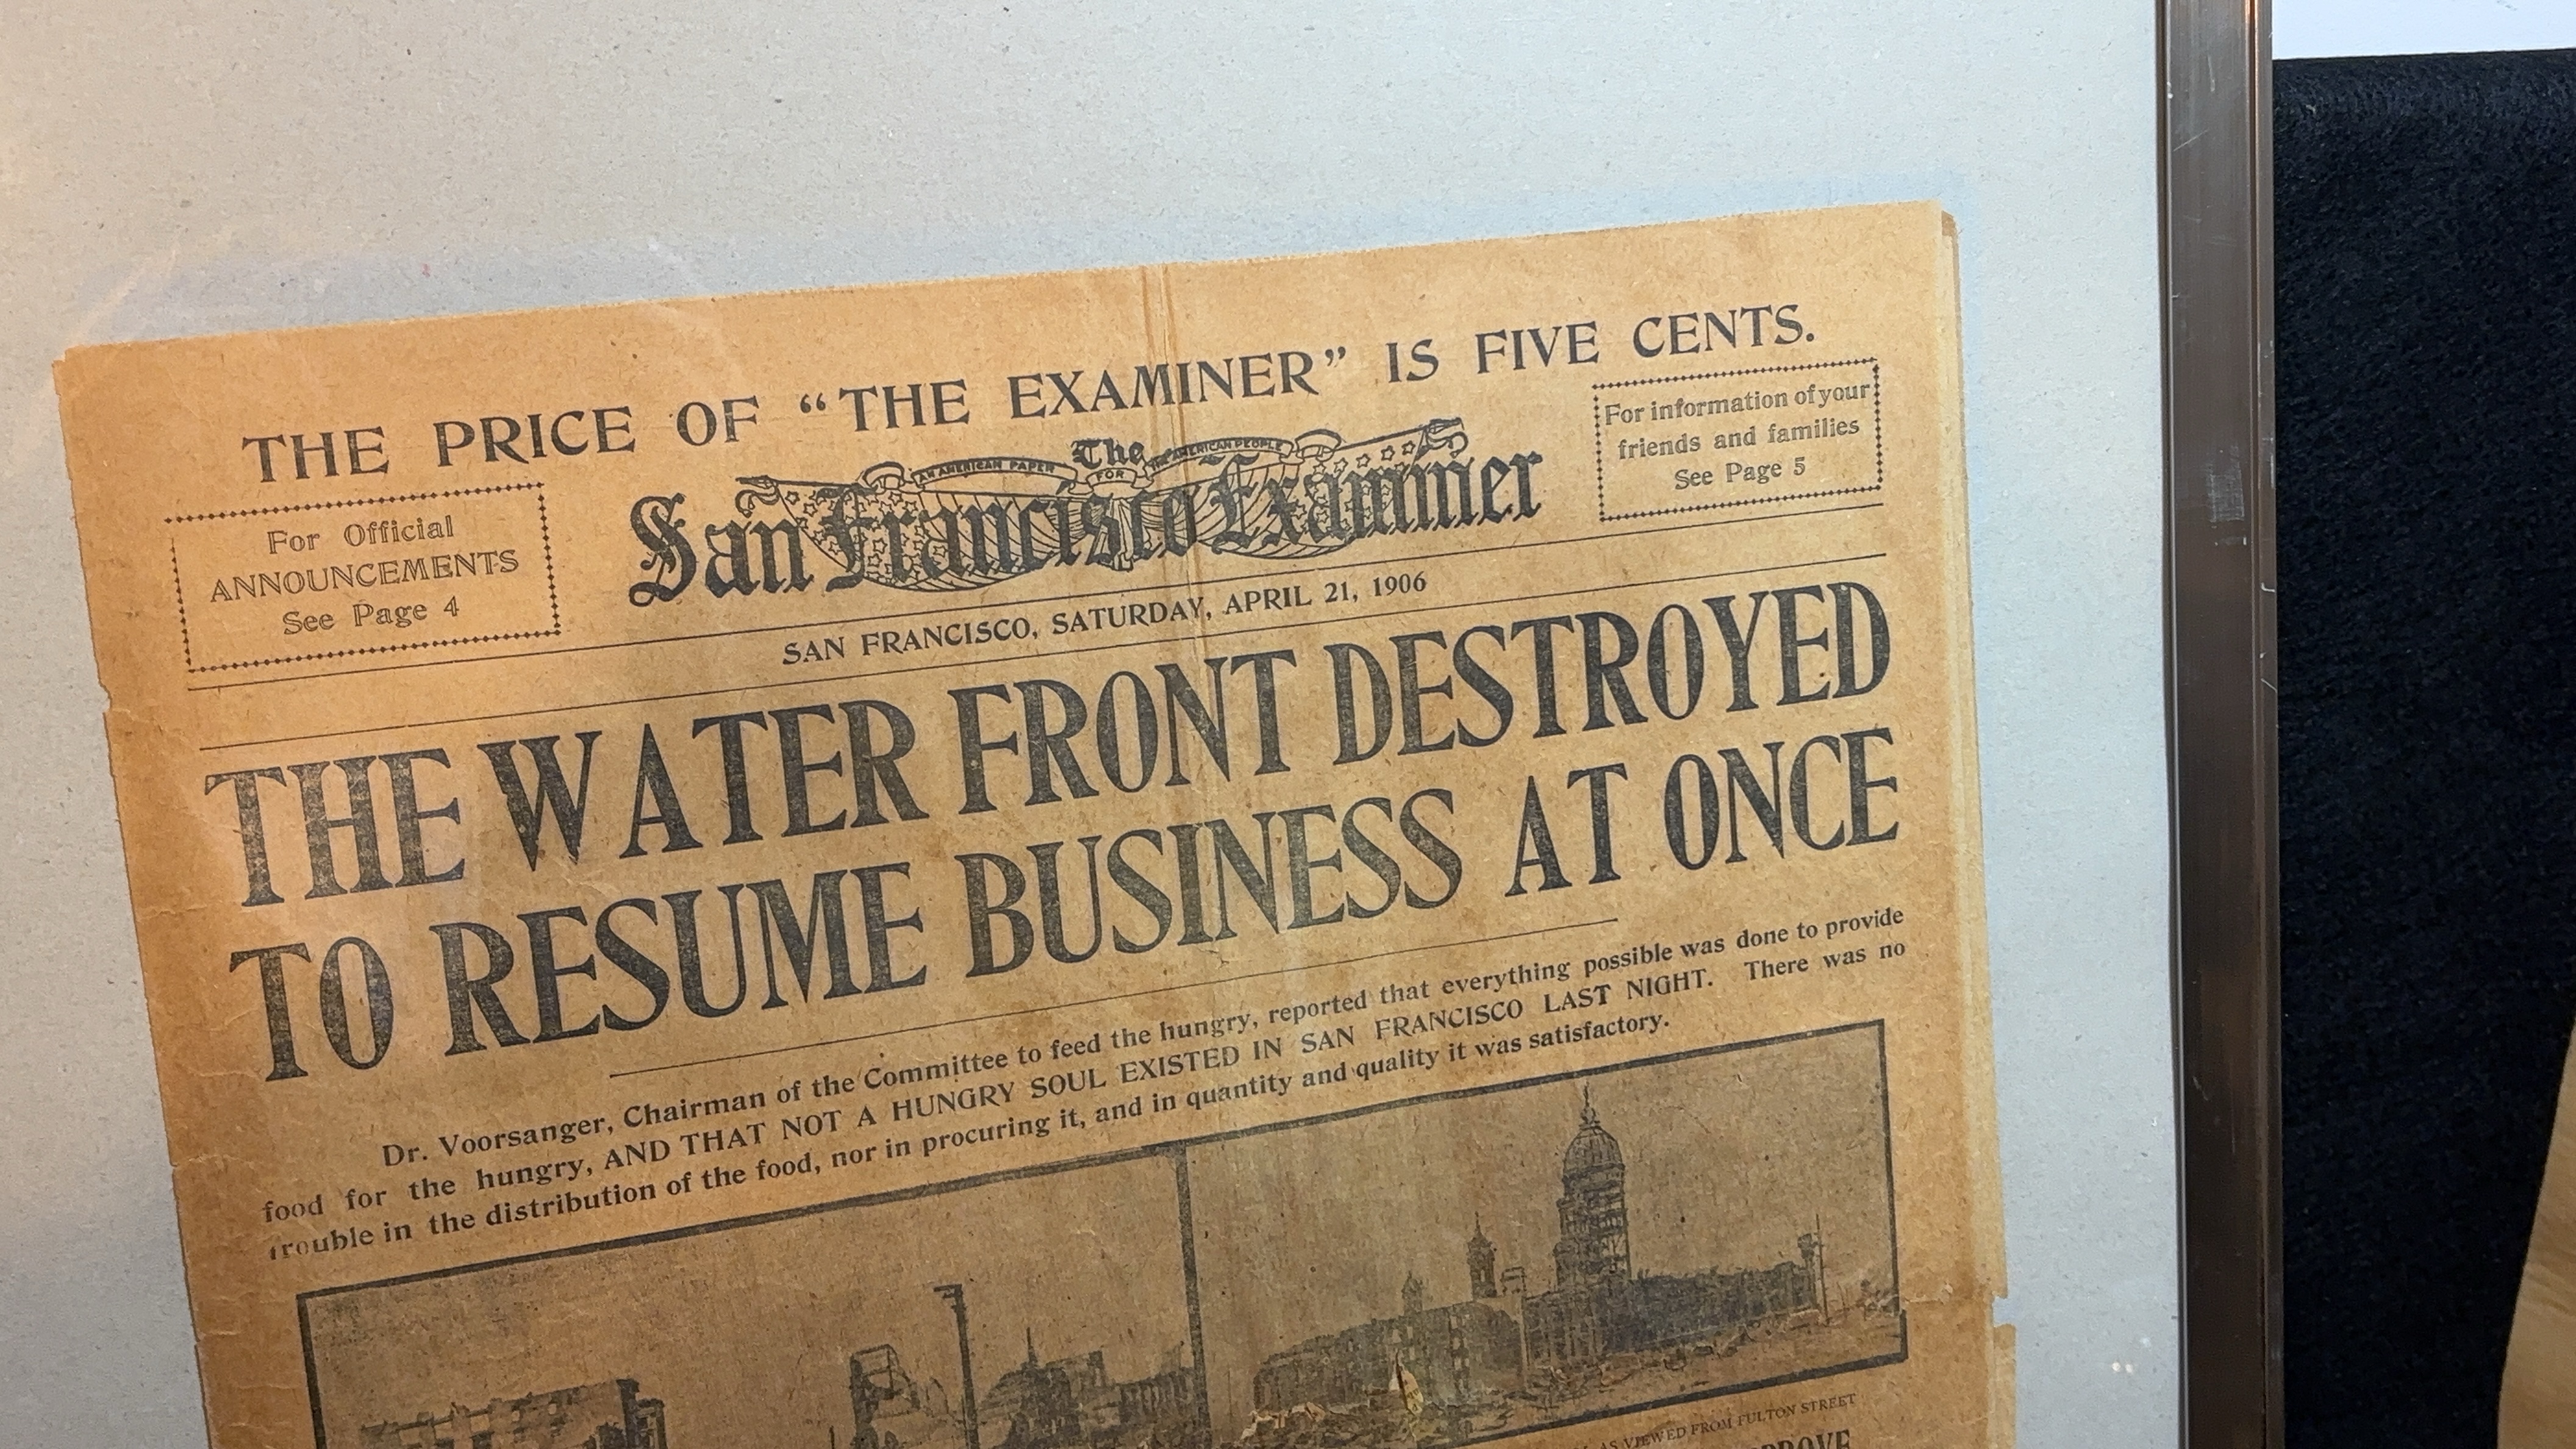 THE PRICE OF “THE EXAMINER” IS FIVE CENTS.
For Official
ANNOUNCEMENTS
See Page 4
The
AN AMERICAN PAPER FOR THE AMERICAN PEOPLE
San Francisco Examiner
For information of your
friends and families
See Page 5
SAN FRANCISCO, SATURDAY, APRIL 21, 1906
THE WATER FRONT DESTROYED
TO RESUME BUSINESS AT ONCE
Dr. Voorsanger, Chairman of the Committee to feed the hungry, reported that everything possible was done to provide
food for the hungry, AND THAT NOT A HUNGRY SOUL EXISTED IN SAN FRANCISCO LAST NIGHT. There was no
trouble in the distribution of the food, nor in procuring it, and in quantity and quality it was satisfactory.
AS VIEWED FROM FULTON STREET